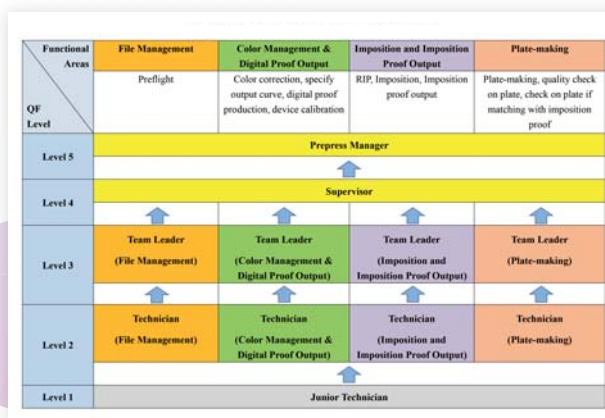 Functional Areas
QF Level
File Management
Color Management & Digital Proof Output
Imposition and Imposition Proof Output
Plate-making
Preflight
Color correction, specify output curve, digital proof production, device calibration
RIP, Imposition, Imposition proof output
Plate-making, quality check on plate, check on plate if matching with imposition proof
Level 5
Prepress Manager
Level 4
Supervisor
Level 3
Team Leader
(File Management)
Team Leader
(Color Management & Digital Proof Output)
Team Leader
(Imposition and Imposition Proof Output)
Team Leader
(Plate-making)
Level 2
Technician
(File Management)
Technician
(Color Management & Digital Proof Output)
Technician
(Imposition and Imposition Proof Output)
Technician
(Plate-making)
Level 1
Junior Technician